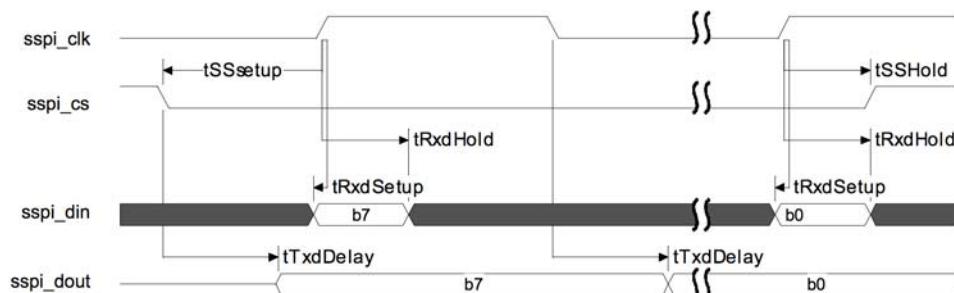 sspi_clk
tSSsetup tSSHold
sspi_cs
tRxdHold tRxdHold
tRxdSetup tRxdSetup
sspi_din b7 b0
tTxdDelay tTxdDelay
sspi_dout b7 b0